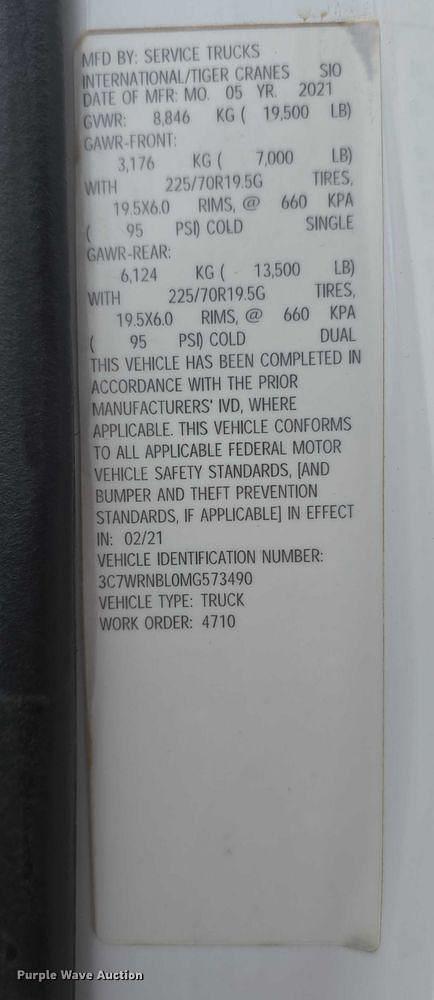 MFD BY: SERVICE TRUCKS
INTERNATIONAL/TIGER CRANES SIO
DATE OF MFR: MO. 05 YR. 2021
GVWR: 8,846 KG ( 19,500 LB)
GAWR-FRONT:
3,176 KG ( 7,000 LB)
WITH 225/70R19.5G TIRES,
19.5X6.0 RIMS, @ 660 KPA
( 95 PSI) COLD SINGLE
GAWR-REAR:
6,124 KG ( 13,500 LB)
WITH 225/70R19.5G TIRES,
19.5X6.0 RIMS, @ 660 KPA
( 95 PSI) COLD DUAL
THIS VEHICLE HAS BEEN COMPLETED IN
ACCORDANCE WITH THE PRIOR
MANUFACTURERS' IVD, WHERE
APPLICABLE. THIS VEHICLE CONFORMS
TO ALL APPLICABLE FEDERAL MOTOR
VEHICLE SAFETY STANDARDS, [AND
BUMPER AND THEFT PREVENTION
STANDARDS, IF APPLICABLE] IN EFFECT
IN: 02/21
VEHICLE IDENTIFICATION NUMBER:
3C7WRNBL0MG573490
VEHICLE TYPE: TRUCK
WORK ORDER: 4710
Purple Wave Auction